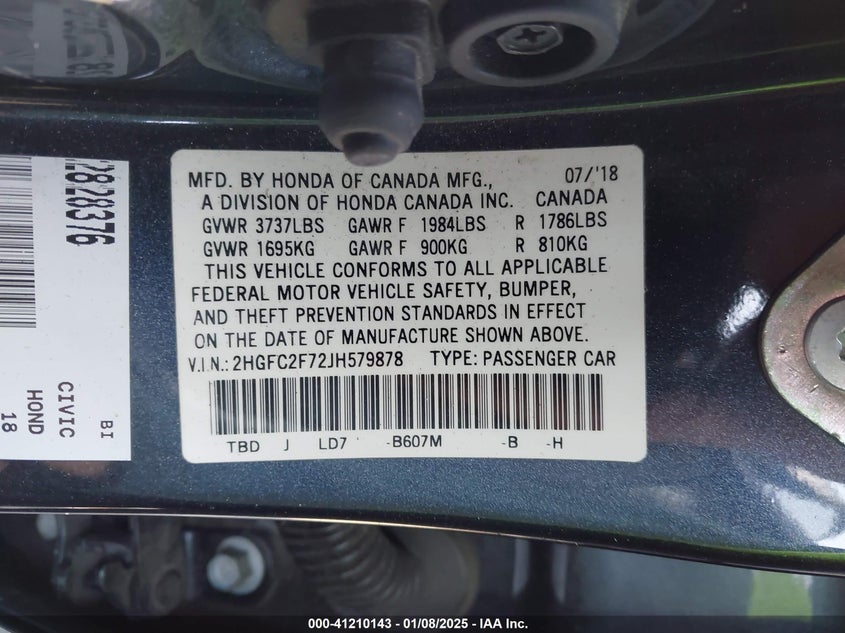 MFD. BY HONDA OF CANADA MFG., 07/'18
A DIVISION OF HONDA CANADA INC. CANADA
GVWR 3737LBS GAWR F 1984LBS R 1786LBS
GVWR 1695KG GAWR F 900KG R 810KG
THIS VEHICLE CONFORMS TO ALL APPLICABLE
FEDERAL MOTOR VEHICLE SAFETY, BUMPER,
AND THEFT PREVENTION STANDARDS IN EFFECT
ON THE DATE OF MANUFACTURE SHOWN ABOVE.
V.I.N.: 2HGFC2F72JH579878 TYPE: PASSENGER CAR
TBD J LD7 -B607M -B -H
2828376
BI
CIVIC
HOND
18
000-41210143 - 01/08/2025 - IAA Inc.